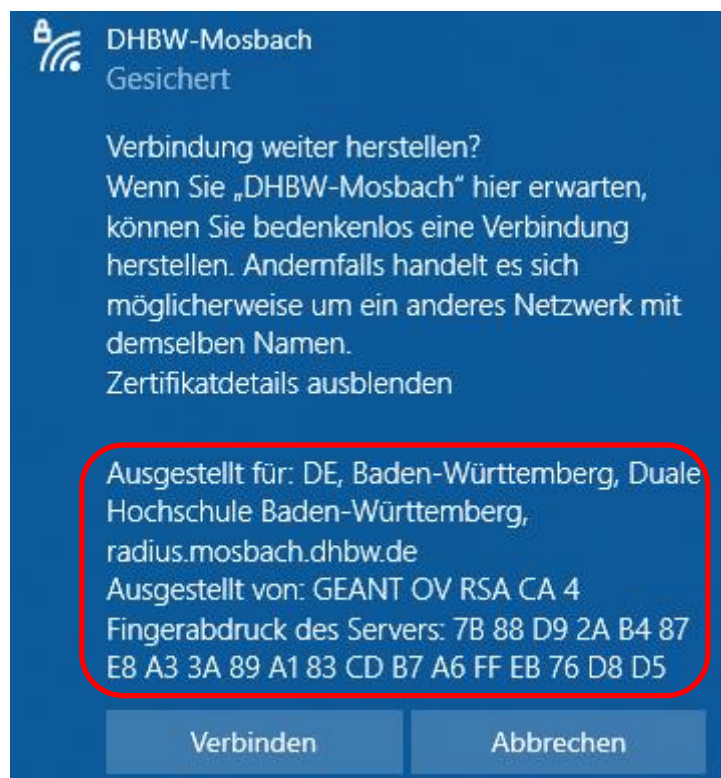 DHBW-Mosbach
Gesichert
Verbindung weiter herstellen?
Wenn Sie „DHBW-Mosbach“ hier erwarten,
können Sie bedenkenlos eine Verbindung
herstellen. Andernfalls handelt es sich
möglicherweise um ein anderes Netzwerk mit
demselben Namen.
Zertifikatdetails ausblenden
Ausgestellt für: DE, Baden-Württemberg, Duale
Hochschule Baden-Württemberg,
radius.mosbach.dhbw.de
Ausgestellt von: GEANT OV RSA CA 4
Fingerabdruck des Servers: 7B 88 D9 2A B4 87
E8 A3 3A 89 A1 83 CD B7 A6 FF EB 76 D8 D5
Verbinden
Abbrechen